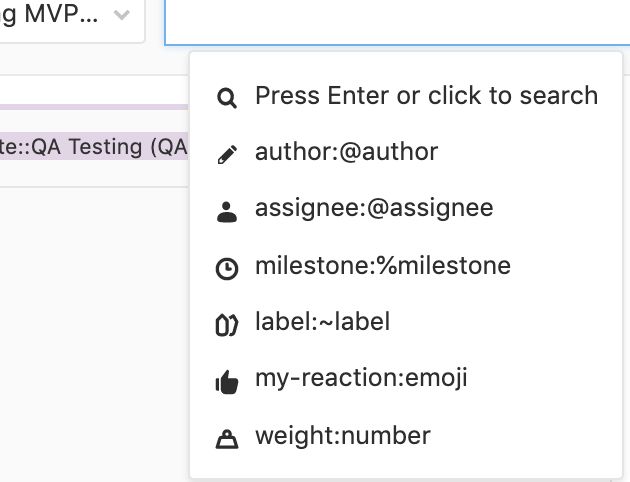 ng MVP...
Press Enter or click to search
te::QA Testing (QA
author:@author
assignee:@assignee
milestone:%milestone
label:~label
my-reaction:emoji
weight:number